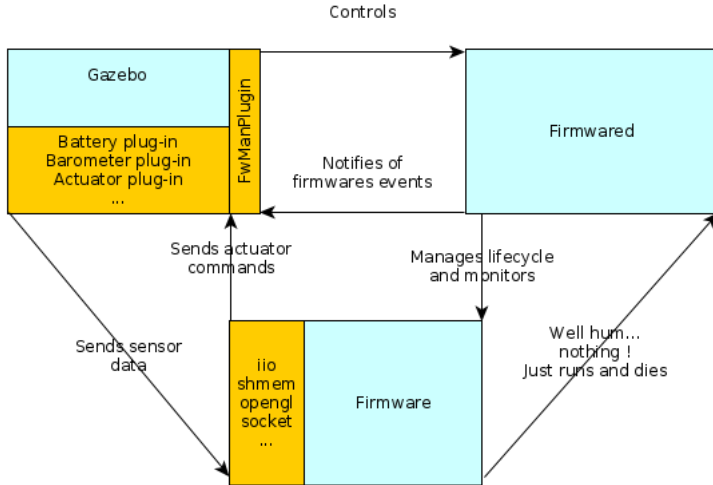 Controls
Gazebo
FwManPlugin
Firmwared
Battery plug-in
Barometer plug-in
Actuator plug-in
...
Notifies of
firmwares events
Sends actuator
commands
Manages lifecycle
and monitors
Sends sensor
data
iio
shmem
opengl
socket
...
Firmware
Well hum...
nothing !
Just runs and dies